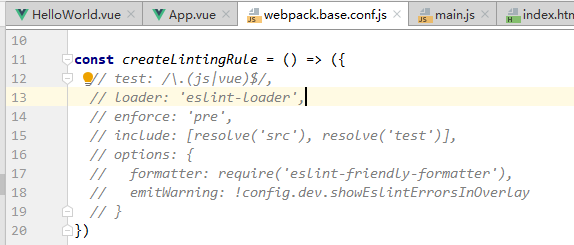 HelloWorld.vue App.vue webpack.base.conf.js main.js index.htm
10
11 const createLintingRule = () => ({
12 // test: /\.(js|vue)$/,
13 // loader: 'eslint-loader',
14 // enforce: 'pre',
15 // include: [resolve('src'), resolve('test')],
16 // options: {
17 //   formatter: require('eslint-friendly-formatter'),
18 //   emitWarning: !config.dev.showEslintErrorsInOverlay
19 // }
20 })